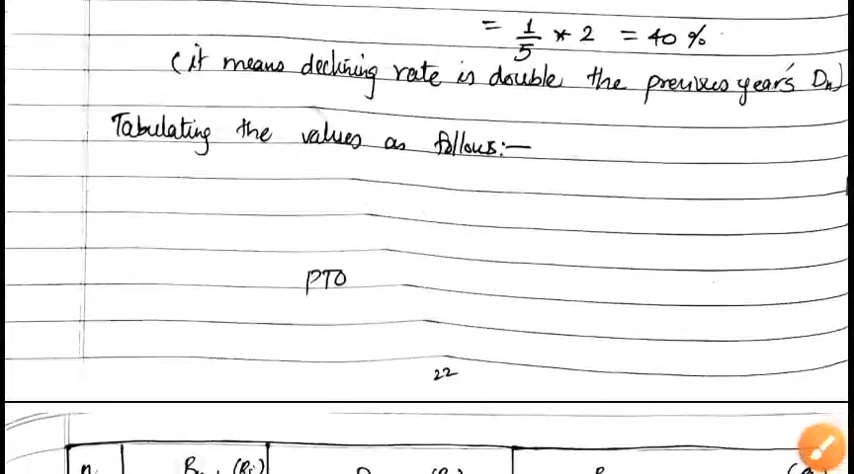 = 1/5 * 2 = 40 %
(it means declining rate is double the previous year's Dn)
Tabulating the values as follows:-
PTO
22
n (Rs)